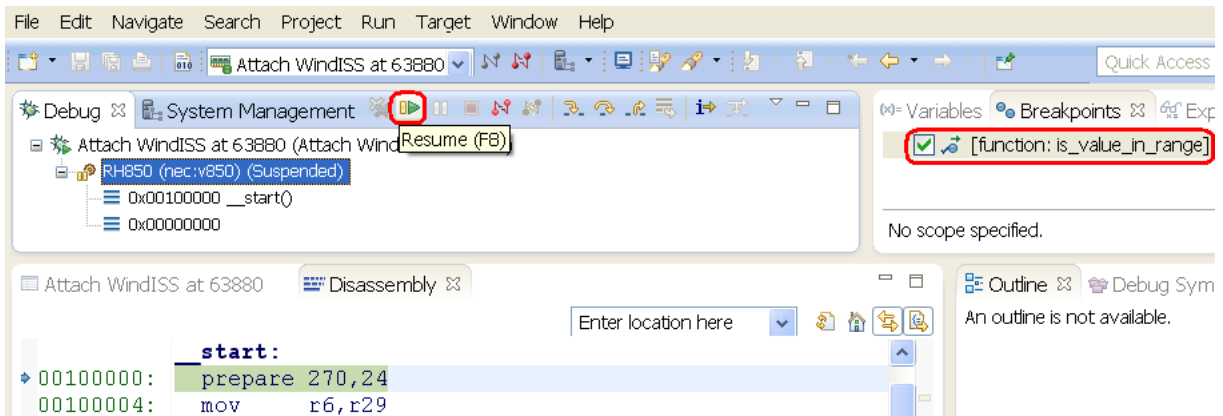 File Edit Navigate Search Project Run Target Window Help
Attach WindISS at 63880 Quick Access
Debug System Management
Resume (F8)
Attach WindISS at 63880 (Attach Wind
RH850 (nec:v850) (Suspended)
0x00100000 __start()
0x00000000
(x)= Variables Breakpoints Exp
[function: is_value_in_range]
No scope specified.
Attach WindISS at 63880 Disassembly
Enter location here
__start:
00100000: prepare 270,24
00100004: mov r6,r29
Outline Debug Sym
An outline is not available.